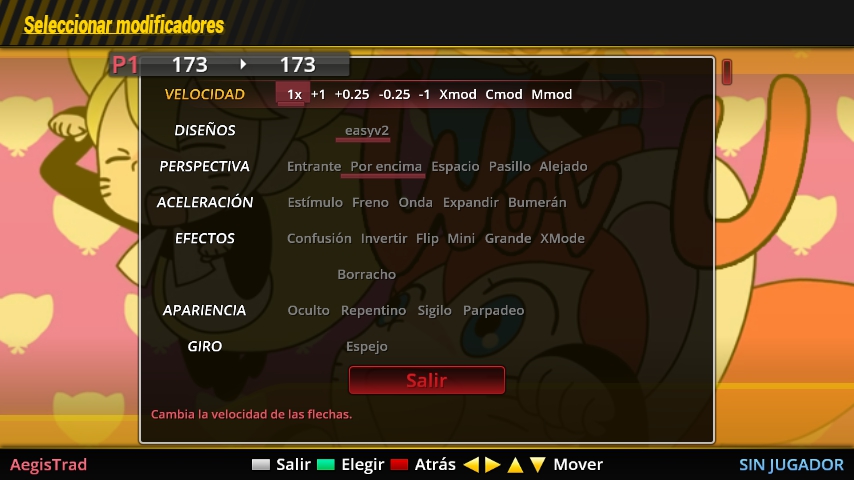 Seleccionar modificadores
P1 173 173
VELOCIDAD 1x +1 +0.25 -0.25 -1 Xmod Cmod Mmod
DISEÑOS easyv2
PERSPECTIVA Entrante Por encima Espacio Pasillo Alejado
ACELERACIÓN Estímulo Freno Onda Expandir Bumerán
EFECTOS Confusión Invertir Flip Mini Grande XMode
Borracho
APARIENCIA Oculto Repentino Sigilo Parpadeo
GIRO Espejo
Salir
Cambia la velocidad de las flechas.
AegisTrad Salir Elegir Atrás Mover SIN JUGADOR